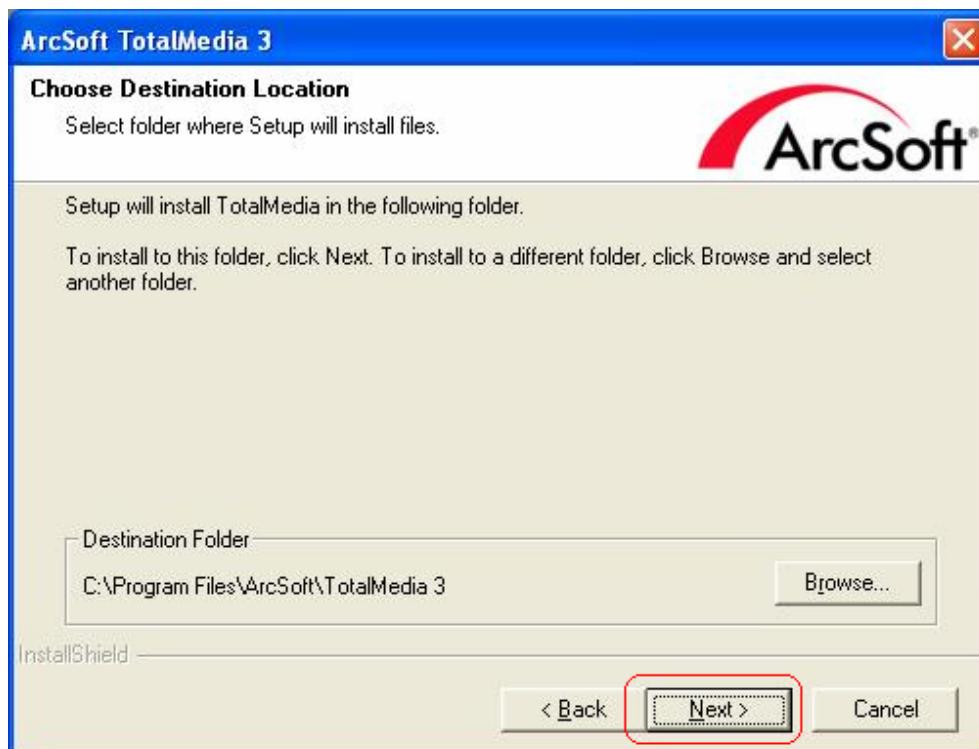 ArcSoft TotalMedia 3
Choose Destination Location
Select folder where Setup will install files.
ArcSoft®
Setup will install TotalMedia in the following folder.
To install to this folder, click Next. To install to a different folder, click Browse and select
another folder.
Destination Folder
C:\Program Files\ArcSoft\TotalMedia 3
Browse...
InstallShield
< Back
Next >
Cancel